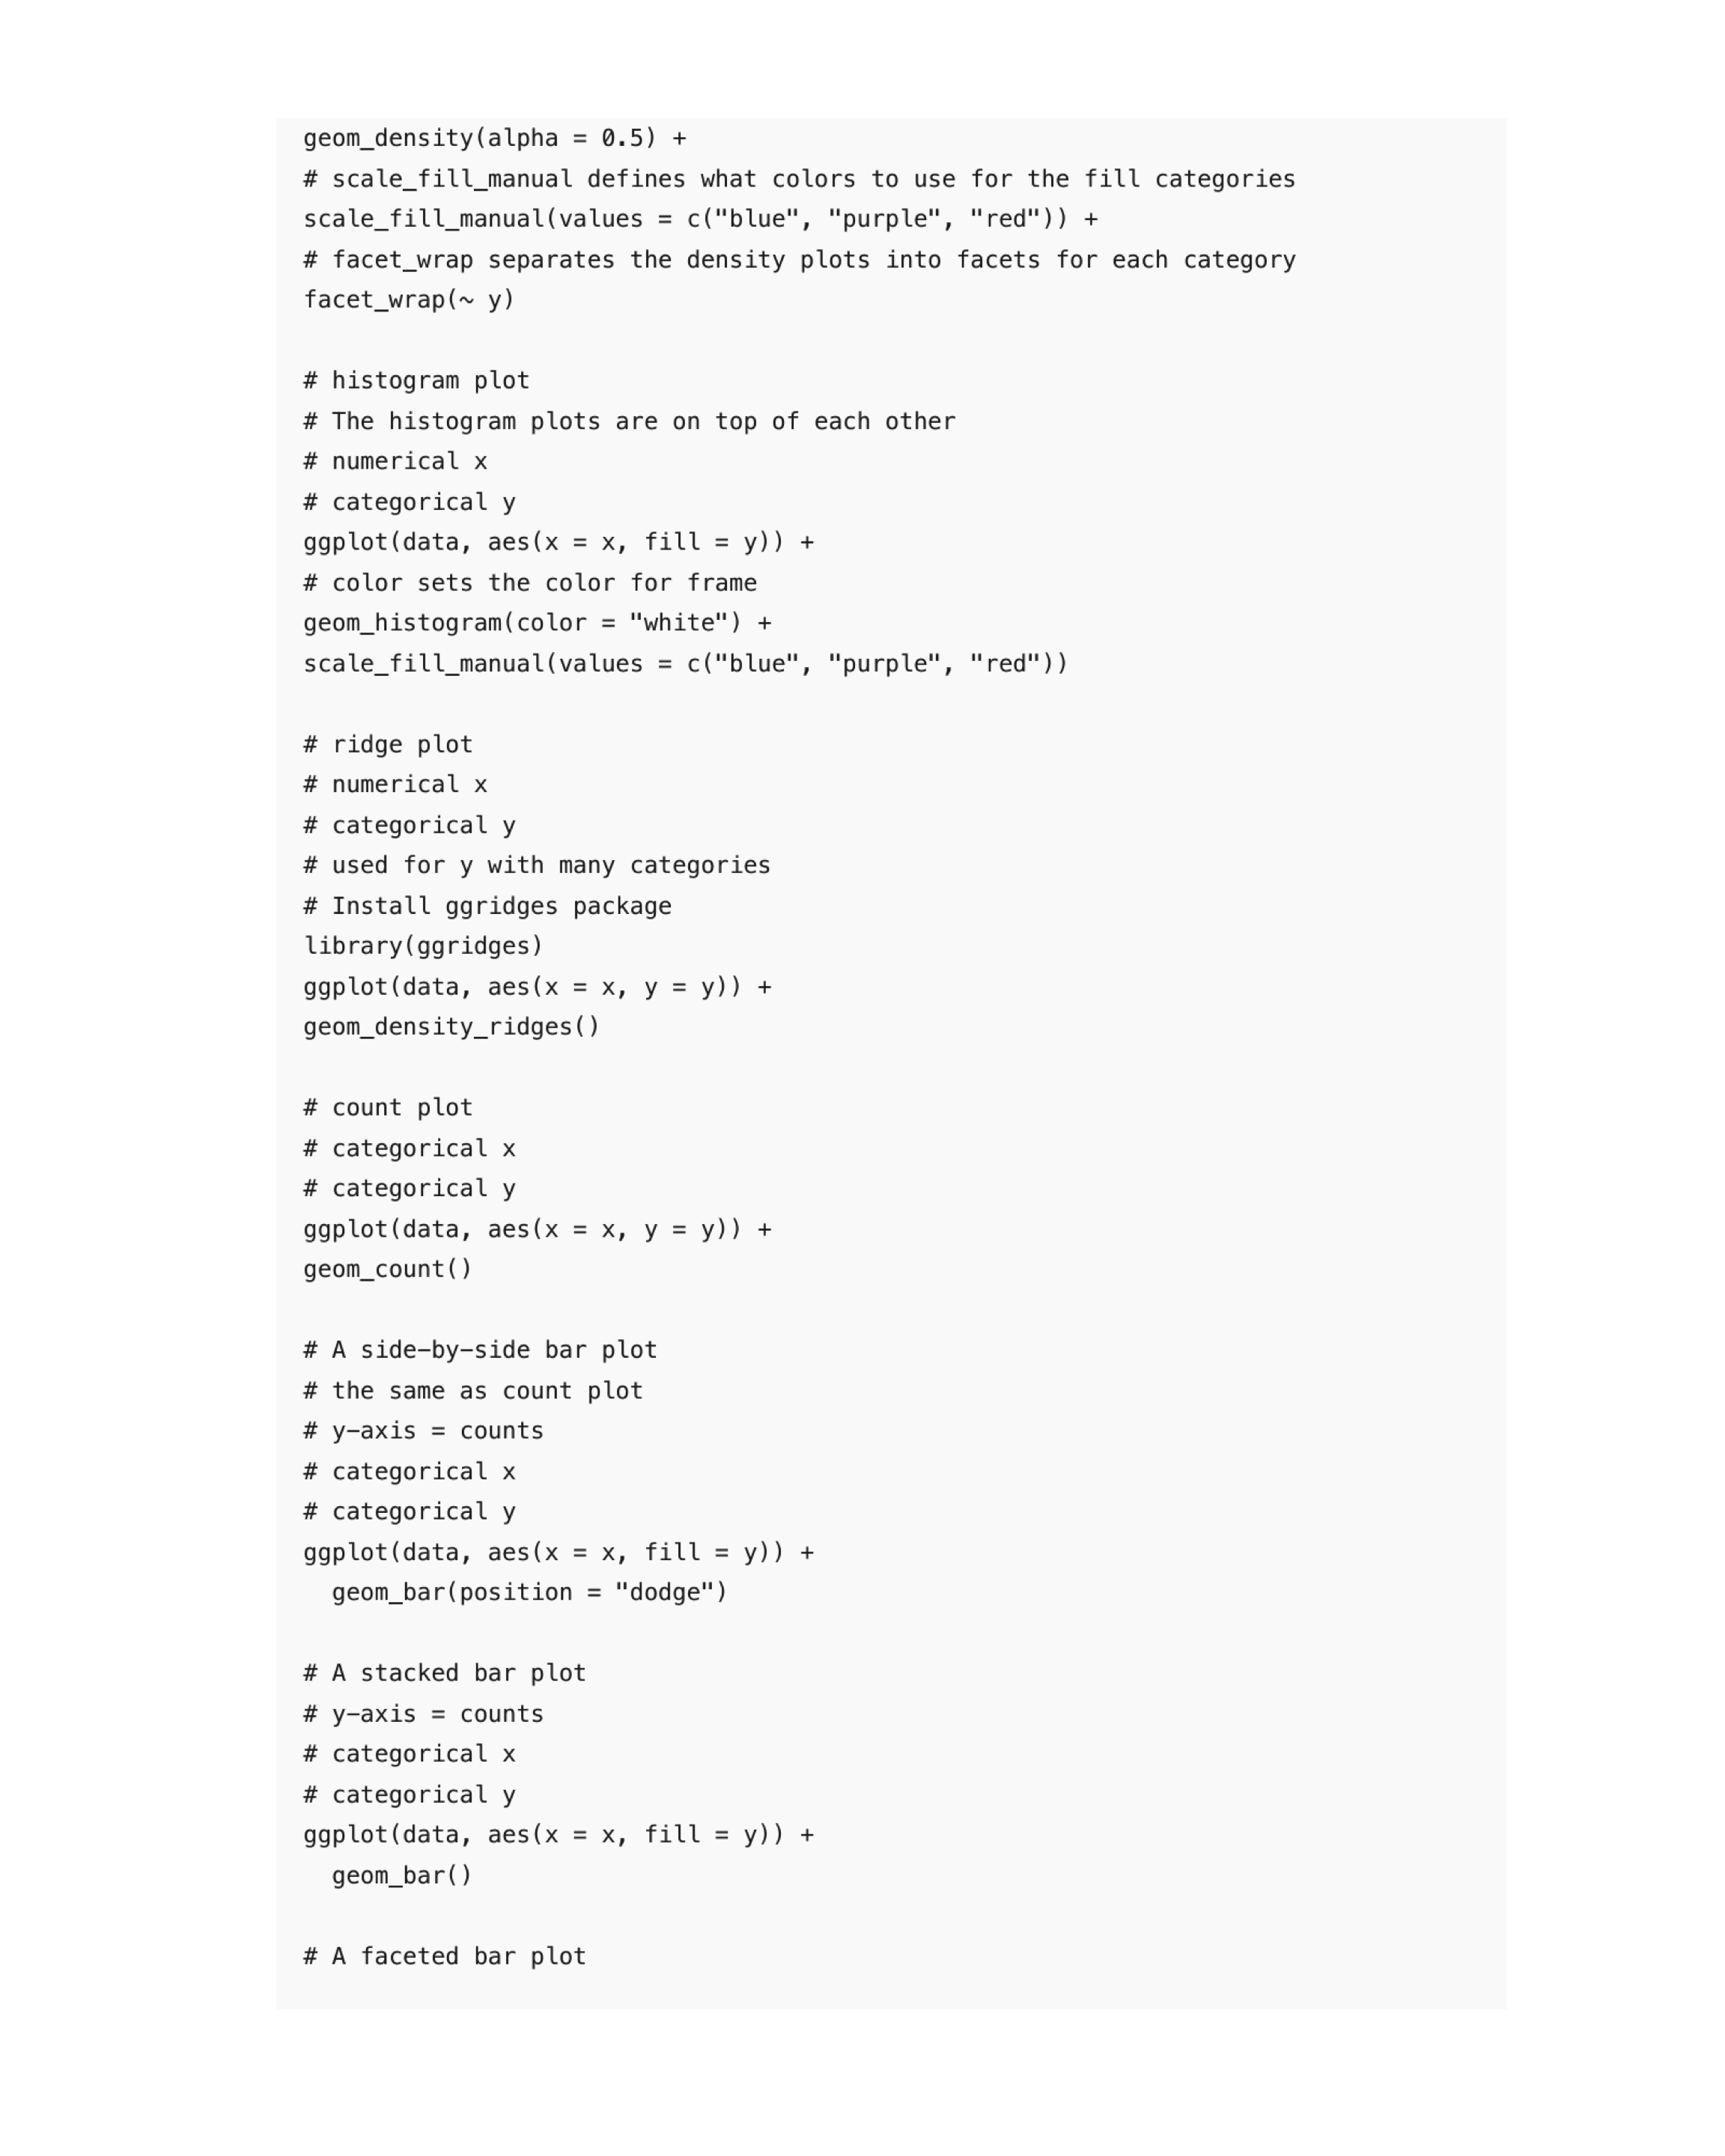 geom_density(alpha = 0.5) +
# scale_fill_manual defines what colors to use for the fill categories
scale_fill_manual(values = c("blue", "purple", "red")) +
# facet_wrap separates the density plots into facets for each category
facet_wrap(~ y)

# histogram plot
# The histogram plots are on top of each other
# numerical x
# categorical y
ggplot(data, aes(x = x, fill = y)) +
# color sets the color for frame
geom_histogram(color = "white") +
scale_fill_manual(values = c("blue", "purple", "red"))

# ridge plot
# numerical x
# categorical y
# used for y with many categories
# Install ggridges package
library(ggridges)
ggplot(data, aes(x = x, y = y)) +
geom_density_ridges()

# count plot
# categorical x
# categorical y
ggplot(data, aes(x = x, y = y)) +
geom_count()

# A side-by-side bar plot
# the same as count plot
# y-axis = counts
# categorical x
# categorical y
ggplot(data, aes(x = x, fill = y)) +
  geom_bar(position = "dodge")

# A stacked bar plot
# y-axis = counts
# categorical x
# categorical y
ggplot(data, aes(x = x, fill = y)) +
  geom_bar()

# A faceted bar plot